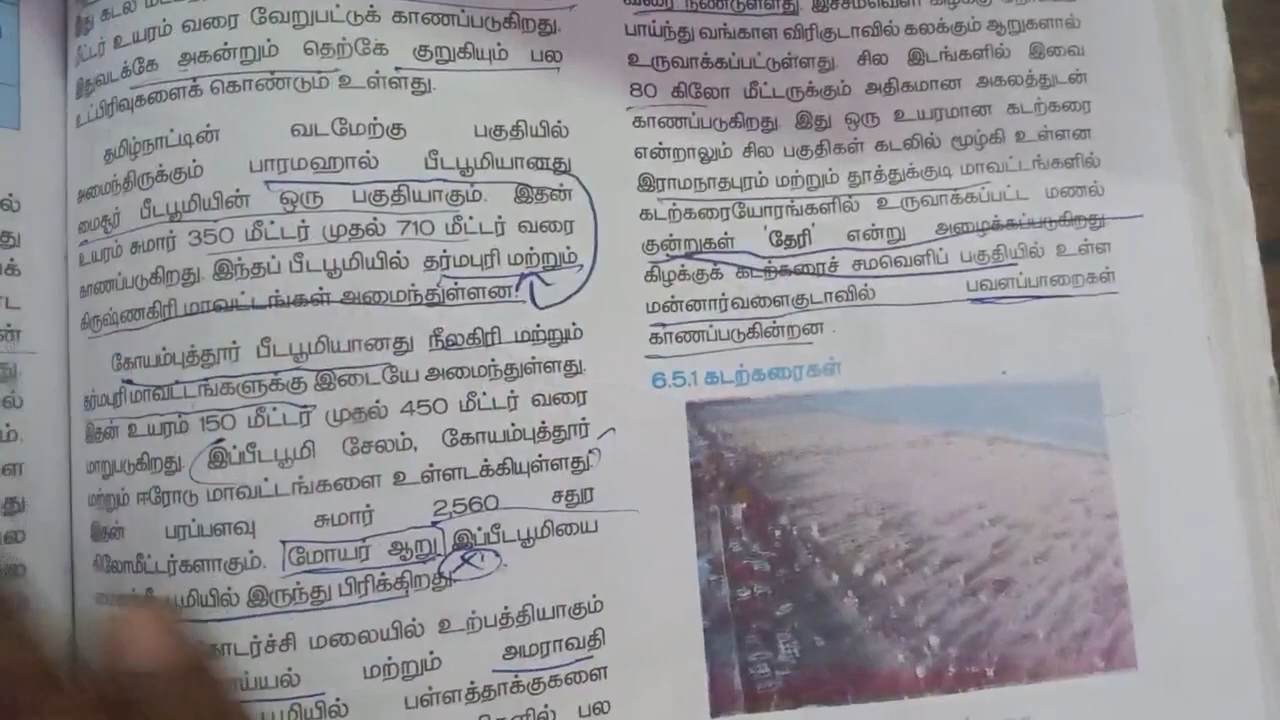 மீட்டர் உயரம் வரை வேறுபட்டுக் காணப்படுகிறது.
இதுவடக்கே அகன்றும் தெற்கே குறுகியும் பல
உட்பிரிவுகளைக் கொண்டும் உள்ளது.
தமிழ்நாட்டின் வடமேற்கு பகுதியில்
அமைந்திருக்கும் பாரமஹால் பீடபூமியானது
மைசூர் பீடபூமியின் ஒரு பகுதியாகும். இதன்
உயரம் சுமார் 350 மீட்டர் முதல் 710 மீட்டர் வரை
காணப்படுகிறது. இந்தப் பீடபூமியில் தர்மபுரி மற்றும்
கிருஷ்ணகிரி மாவட்டங்கள் அமைந்துள்ளன.
கோயம்புத்தூர் பீடபூமியானது நீலகிரி மற்றும்
தர்மபுரி மாவட்டங்களுக்கு இடையே அமைந்துள்ளது.
இதன் உயரம் 150 மீட்டர் முதல் 450 மீட்டர் வரை
மாறுபடுகிறது. இப்பீடபூமி சேலம், கோயம்புத்தூர்
மற்றும் ஈரோடு மாவட்டங்களை உள்ளடக்கியுள்ளது.
இதன் பரப்பளவு சுமார் 2,560 சதுர
கிலோமீட்டர்களாகும். மோயர் ஆறு இப்பீடபூமியை
இருந்து பிரிக்கிறது.
மலையில் உற்பத்தியாகும்
மற்றும் அமராவதி
பள்ளத்தாக்குகளை
பல
வரை நீண்டுள்ளது. இச்சமவெளி கிழக்கு
பாய்ந்து வங்காள விரிகுடாவில் கலக்கும் ஆறுகளால்
உருவாக்கப்பட்டுள்ளது. சில இடங்களில் இவை
80 கிலோ மீட்டருக்கும் அதிகமான அகலத்துடன்
காணப்படுகிறது. இது ஒரு உயரமான கடற்கரை
என்றாலும் சில பகுதிகள் கடலில் மூழ்கி உள்ளன
இராமநாதபுரம் மற்றும் தூத்துக்குடி மாவட்டங்களில்
கடற்கரையோரங்களில் உருவாக்கப்பட்ட மணல்
குன்றுகள் 'தேரி' என்று அழைக்கப்படுகிறது
கிழக்குக் கடற்கரைச் சமவெளிப் பகுதியில் உள்ள
மன்னார்வளைகுடாவில் பவளப்பாறைகள்
காணப்படுகின்றன .
6.5.1 கடற்கரைகள்